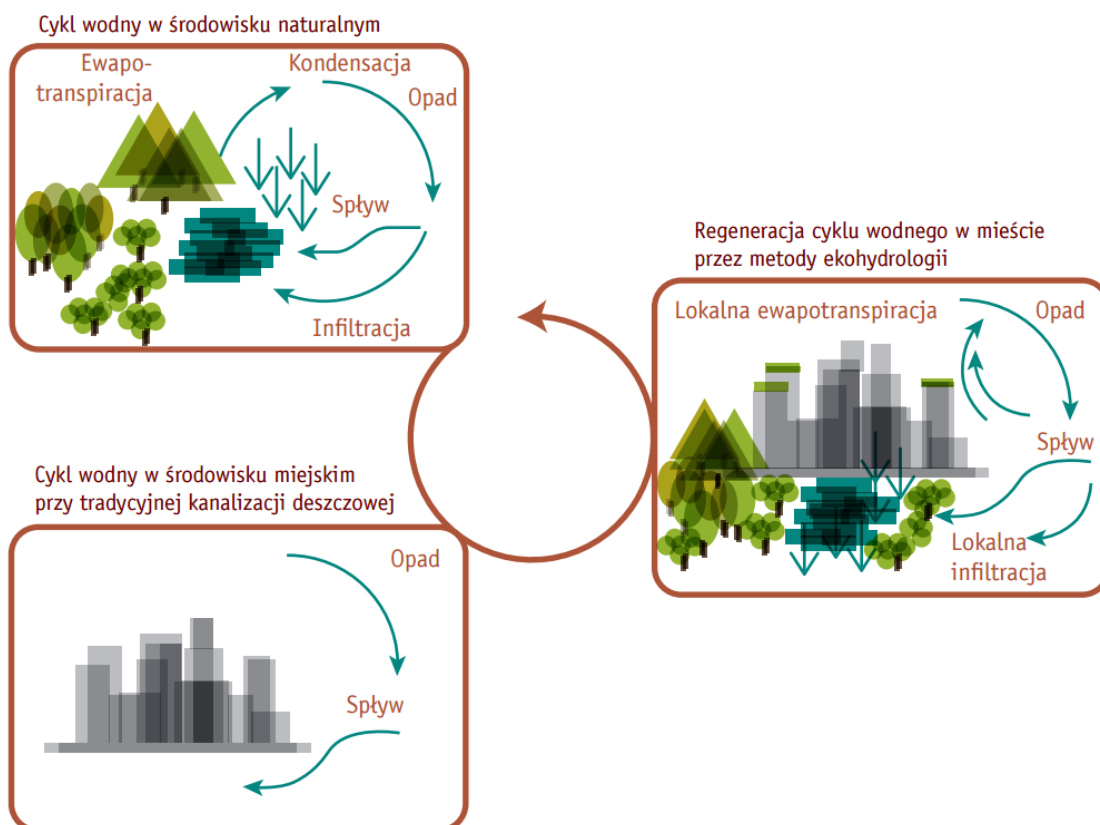 Cykl wodny w środowisku naturalnym
Ewapo-
transpiracja
Kondensacja
Opad
Spływ
Infiltracja
Regeneracja cyklu wodnego w mieście
przez metody ekohydrologii
Lokalna ewapotranspiracja
Opad
Spływ
Lokalna
infiltracja
Cykl wodny w środowisku miejskim
przy tradycyjnej kanalizacji deszczowej
Opad
Spływ